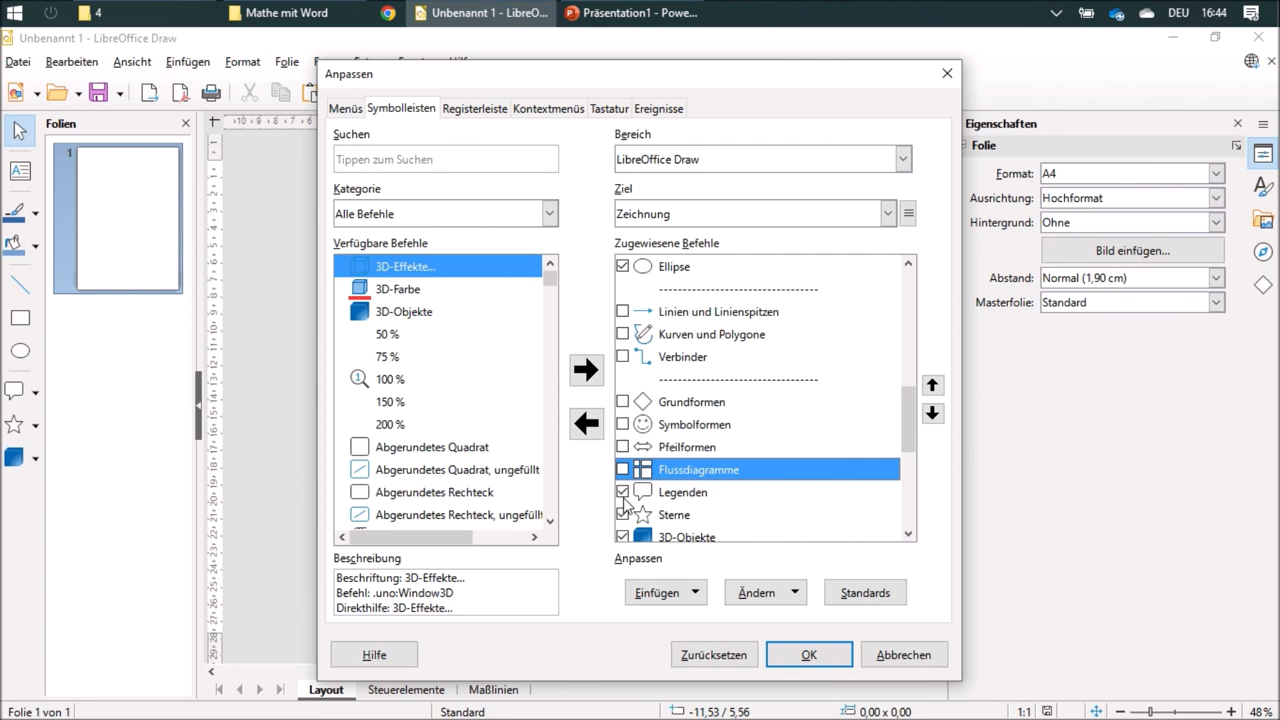 4
Mathe mit Word
Unbenannt 1 - LibreO...
Präsentation1 - Powe...
DEU
16:44
Unbenannt 1 - LibreOffice Draw
Datei
Bearbeiten
Ansicht
Einfügen
Format
Folie
Anpassen
Menüs
Symbolleisten
Registerleiste
Kontextmenüs
Tastatur
Ereignisse
Folien
1
Suchen
Tippen zum Suchen
Kategorie
Alle Befehle
Verfügbare Befehle
3D-Effekte...
3D-Farbe
3D-Objekte
50 %
75 %
100 %
150 %
200 %
Abgerundetes Quadrat
Abgerundetes Quadrat, ungefüllt
Abgerundetes Rechteck
Abgerundetes Rechteck, ungefüllt
Beschreibung
Beschriftung: 3D-Effekte...
Befehl: .uno:Window3D
Direkthilfe: 3D-Effekte...
Bereich
LibreOffice Draw
Ziel
Zeichnung
Zugewiesene Befehle
Ellipse
----------------------------------
Linien und Linienspitzen
Kurven und Polygone
Verbinder
----------------------------------
Grundformen
Symbolformen
Pfeilformen
Flussdiagramme
Legenden
Sterne
3D-Objekte
Anpassen
Einfügen
Ändern
Standards
Hilfe
Zurücksetzen
OK
Abbrechen
Eigenschaften
Folie
Format: A4
Ausrichtung: Hochformat
Hintergrund: Ohne
Bild einfügen...
Abstand: Normal (1,90 cm)
Masterfolie: Standard
Layout
Steuerelemente
Maßlinien
Folie 1 von 1
Standard
-11,53 / 5,56
0,00 x 0,00
1:1
48%